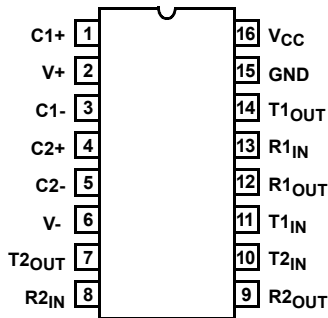 C1+ 1 16 VCC
V+ 2 15 GND
C1- 3 14 T1OUT
C2+ 4 13 R1IN
C2- 5 12 R1OUT
V- 6 11 T1IN
T2OUT 7 10 T2IN
R2IN 8 9 R2OUT